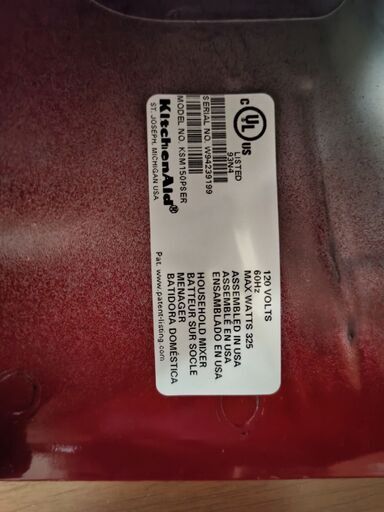 KitchenAid®
ST. JOSEPH, MICHIGAN USA
MODEL NO. KSM150PSER
SERIAL NO. W94239199
C UL US
LISTED
93N4
120 VOLTS
60Hz
MAX WATTS 325
ASSEMBLED IN USA
ASSEMBLÉ EN USA
ENSAMBLADO EN USA
HOUSEHOLD MIXER
BATTEUR SUR SOCLE
MENAGER
BATIDORA DOMÉSTICA
Pat. www.patent-listing.com